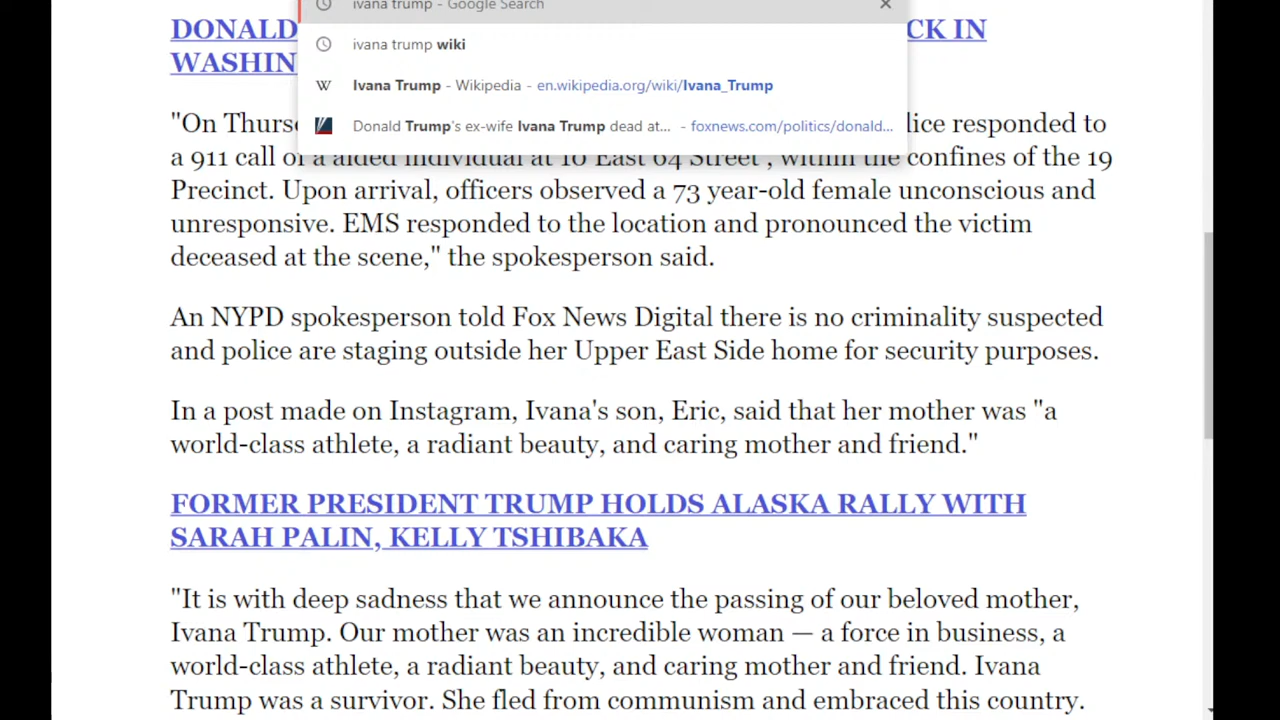 ivana trump - Google Search
ivana trump wiki
Ivana Trump - Wikipedia - en.wikipedia.org/wiki/Ivana_Trump
Donald Trump's ex-wife Ivana Trump dead at... - foxnews.com/politics/donald...
DONALD CK IN
WASHIN
"On Thurs lice responded to
a 911 call of a aided individual at 10 East 64 Street , within the confines of the 19
Precinct. Upon arrival, officers observed a 73 year-old female unconscious and
unresponsive. EMS responded to the location and pronounced the victim
deceased at the scene," the spokesperson said.
An NYPD spokesperson told Fox News Digital there is no criminality suspected
and police are staging outside her Upper East Side home for security purposes.
In a post made on Instagram, Ivana's son, Eric, said that her mother was "a
world-class athlete, a radiant beauty, and caring mother and friend."
FORMER PRESIDENT TRUMP HOLDS ALASKA RALLY WITH
SARAH PALIN, KELLY TSHIBAKA
"It is with deep sadness that we announce the passing of our beloved mother,
Ivana Trump. Our mother was an incredible woman — a force in business, a
world-class athlete, a radiant beauty, and caring mother and friend. Ivana
Trump was a survivor. She fled from communism and embraced this country.